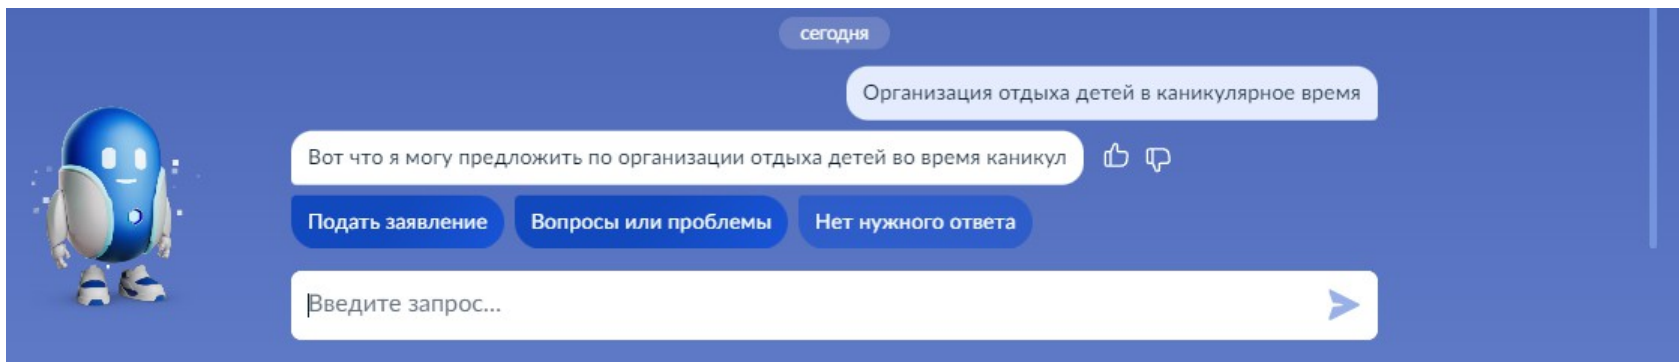 сегодня
Организация отдыха детей в каникулярное время
Вот что я могу предложить по организации отдыха детей во время каникул
Подать заявление
Вопросы или проблемы
Нет нужного ответа
Введите запрос...